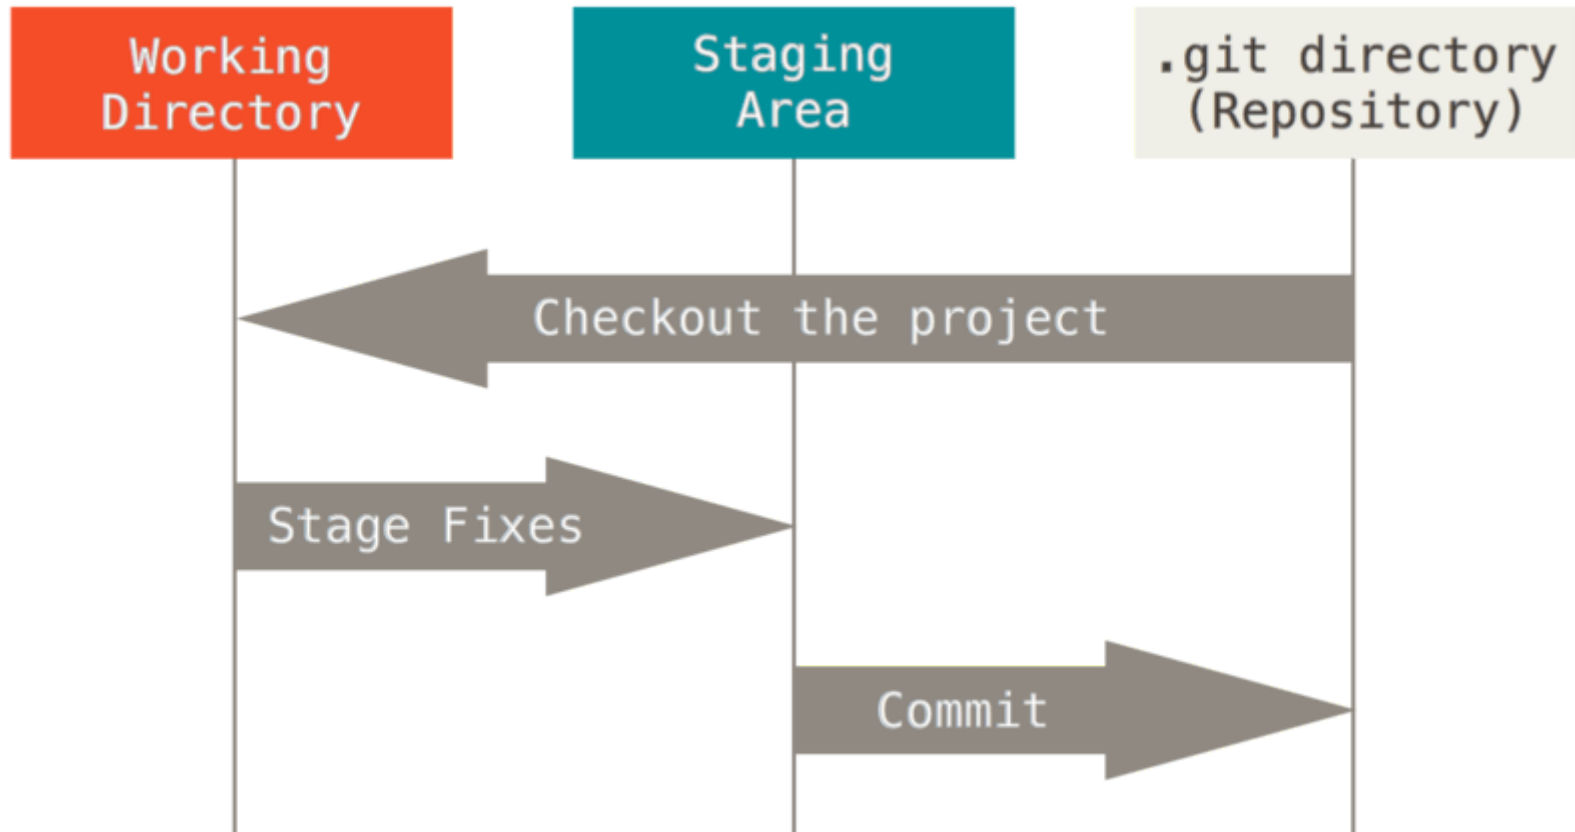 Working
Directory
Staging
Area
.git directory
(Repository)
Checkout the project
Stage Fixes
Commit